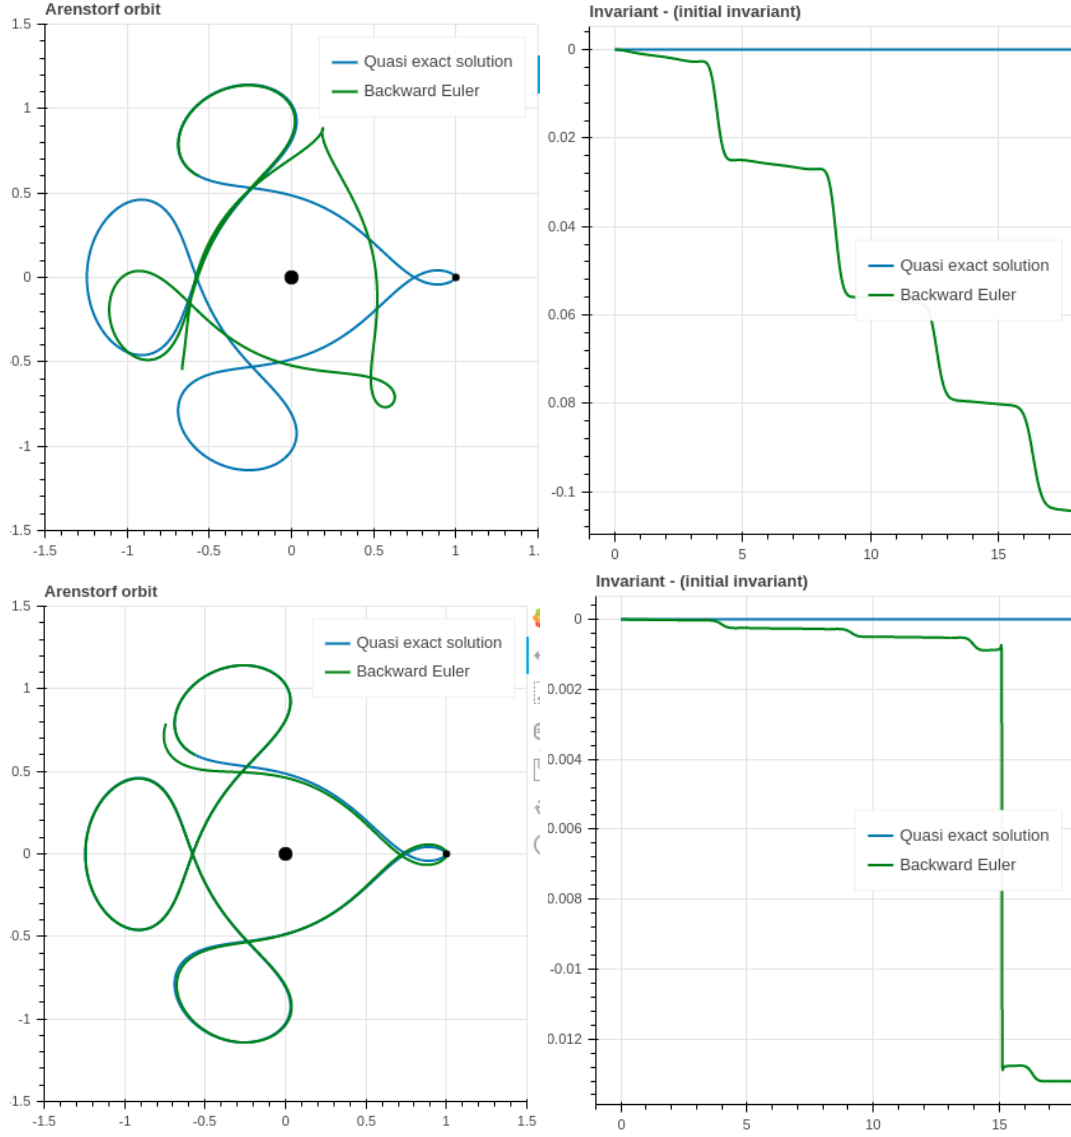 Arenstorf orbit
1.5
1
0.5
0
-0.5
-1
.5
-1.5 -1 -0.5 0 0.5 1 1.
Quasi exact solution
Backward Euler
Invariant - (initial invariant)
0
0.02
0.04
0.06
0.08
-0.1
0 5 10 15
Quasi exact solution
Backward Euler
Arenstorf orbit
1.5
1
0.5
0
0.5
-1
1.5
-1.5 -1 -0.5 0 0.5 1 1.5
Quasi exact solution
Backward Euler
Invariant - (initial invariant)
0
0.002
0.004
0.006
0.008
-0.01
0.012
0 5 10 15
Quasi exact solution
Backward Euler